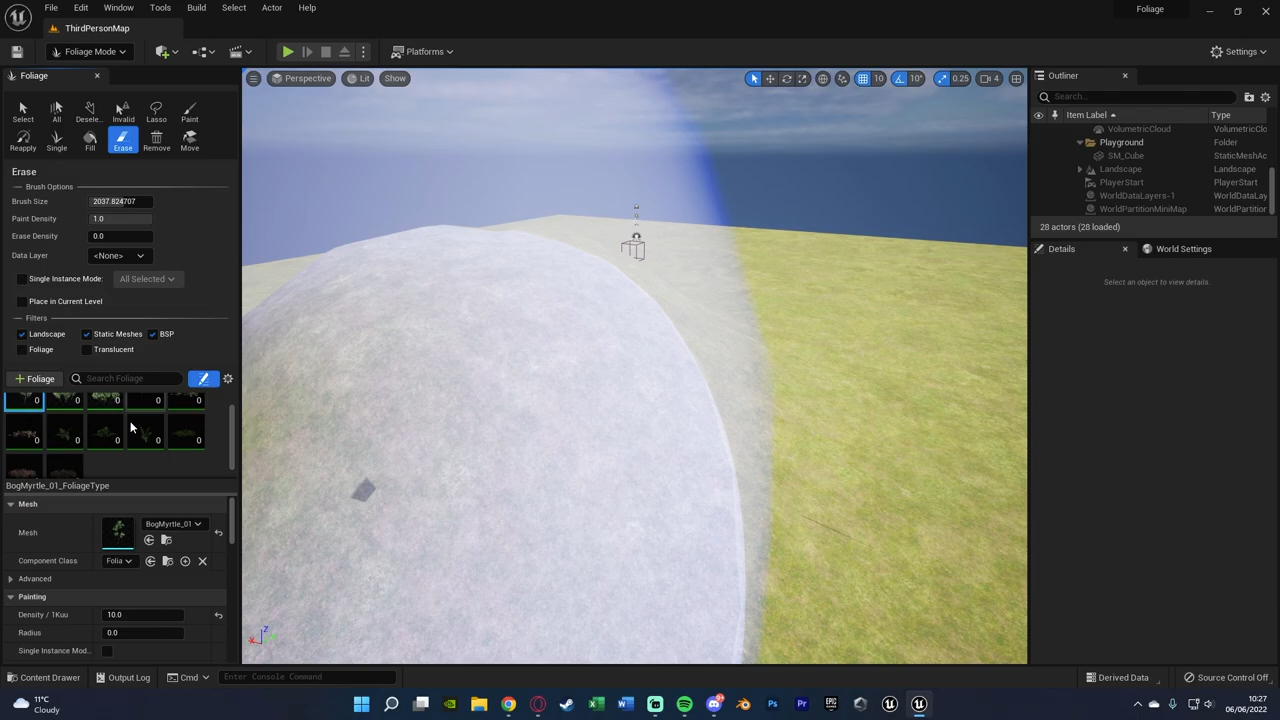 File Edit Window Tools Build Select Actor Help
Foliage
ThirdPersonMap
Foliage Mode
Platforms
Settings
Foliage
Perspective
Lit
Show
10
10°
0.25
4
Outliner
Search...
Select All Desele... Invalid Lasso Paint
Item Label Type
VolumetricCloud VolumetricClo
Reapply Single Fill Erase Remove Move
Playground Folder
SM_Cube StaticMeshAc
Erase
Landscape Landscape
Brush Options
PlayerStart PlayerStart
Brush Size 2037.824707
WorldDataLayers-1 WorldDataLay
WorldPartitionMiniMap WorldPartition
Paint Density 1.0
28 actors (28 loaded)
Erase Density 0.0
Details
World Settings
Data Layer <None>
Single Instance Mode: All Selected
Select an object to view details.
Place in Current Level
Filters
Landscape Static Meshes BSP
Foliage Translucent
+ Foliage Search Foliage
0 0 0 0 0
0 0 0 0 0
BogMyrtle_01_FoliageType
Mesh
Mesh BogMyrtle_01
Component Class Folia
Advanced
Painting
Density / 1Kuu 10.0
Radius 0.0
Single Instance Mod...
Z
X
Content Drawer Output Log Cmd Enter Console Command
Derived Data Source Control Off
11°C
Cloudy
10:27
06/06/2022